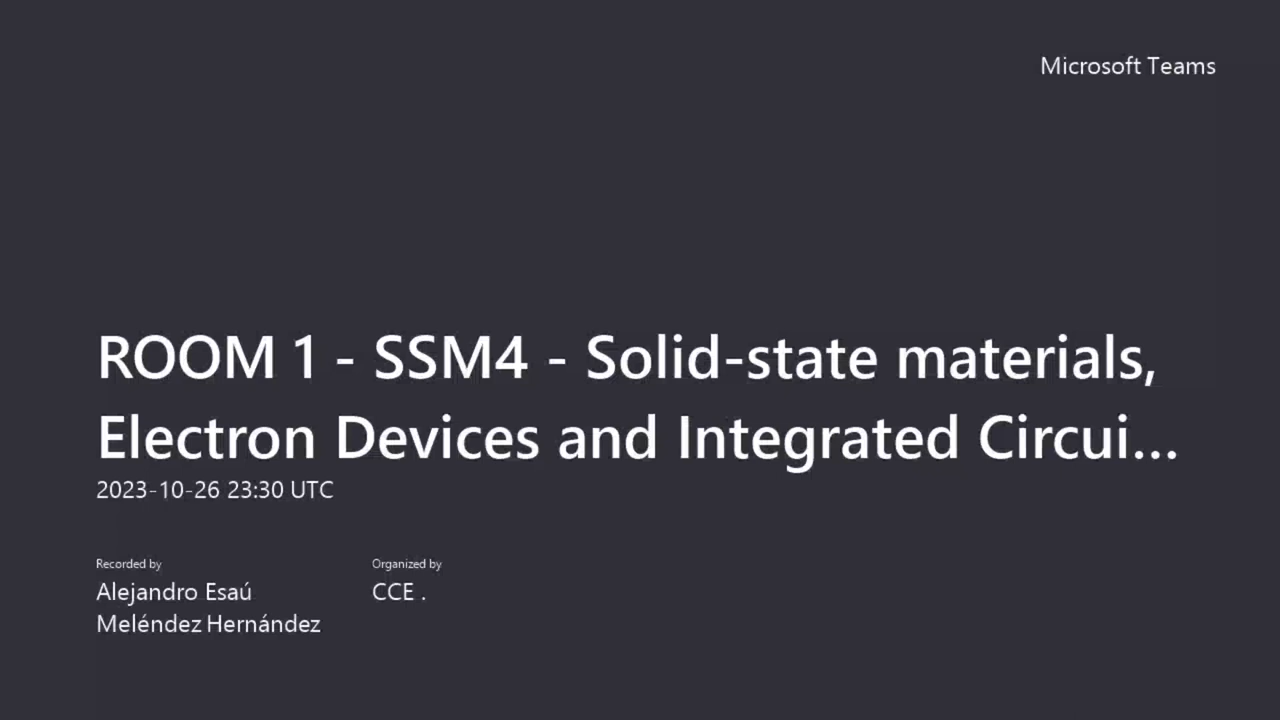 Microsoft Teams
ROOM 1 - SSM4 - Solid-state materials,
Electron Devices and Integrated Circui...
2023-10-26 23:30 UTC
Recorded by
Organized by
Alejandro Esaú
CCE .
Meléndez Hernández